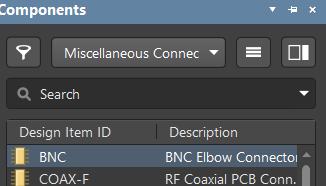 Components
Miscellaneous Connec
Search
Design Item ID Description
BNC BNC Elbow Connector
COAX-F RF Coaxial PCB Conn.